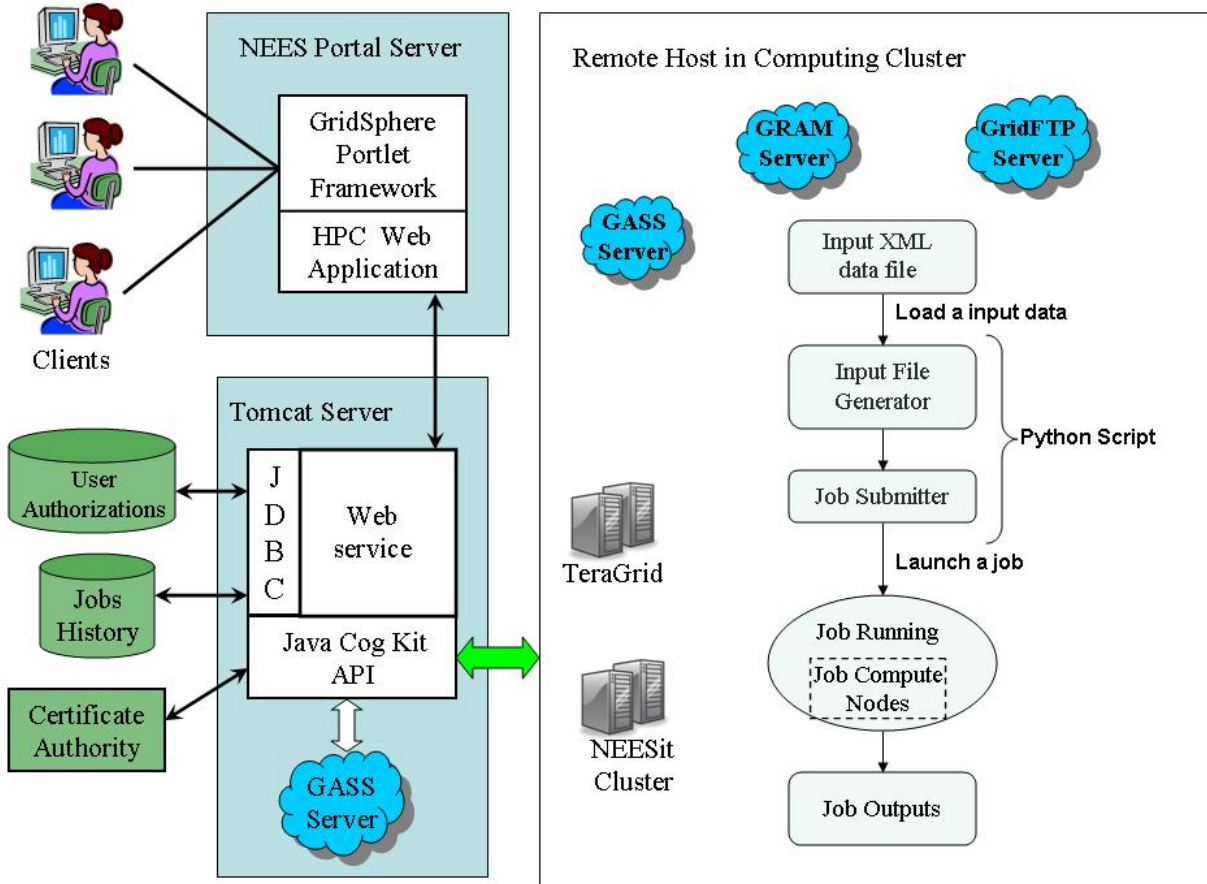 NEES Portal Server
GridSphere
Portlet
Framework
HPC Web
Application
Clients
Tomcat Server
User
Authorizations
Jobs
History
Certificate
Authority
J
D
B
C
Web
service
Java Cog Kit
API
GASS
Server
Remote Host in Computing Cluster
GRAM
Server
GridFTP
Server
GASS
Server
Input XML
data file
Load a input data
Input File
Generator
Python Script
Job Submitter
TeraGrid
Launch a job
Job Running
Job Compute
Nodes
NEESit
Cluster
Job Outputs